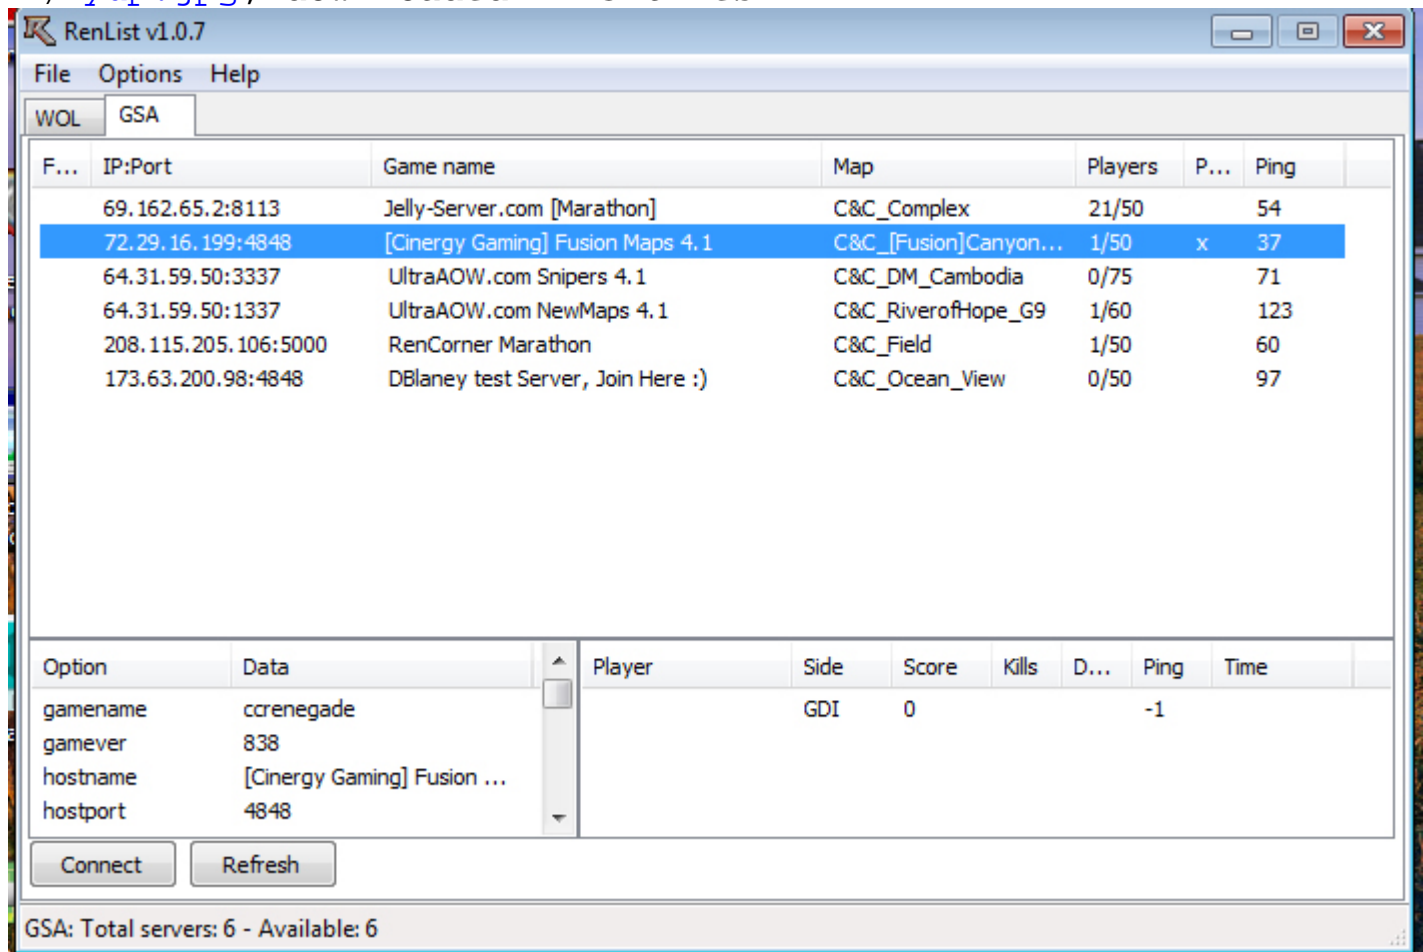 RenList v1.0.7
File Options Help
WOL GSA
F... IP:Port Game name Map Players P... Ping
69.162.65.2:8113 Jelly-Server.com [Marathon] C&C_Complex 21/50 54
72.29.16.199:4848 [Cinergy Gaming] Fusion Maps 4.1 C&C_[Fusion]Canyon... 1/50 x 37
64.31.59.50:3337 UltraAOW.com Snipers 4.1 C&C_DM_Cambodia 0/75 71
64.31.59.50:1337 UltraAOW.com NewMaps 4.1 C&C_RiverofHope_G9 1/60 123
208.115.205.106:5000 RenCorner Marathon C&C_Field 1/50 60
173.63.200.98:4848 DBlaney test Server, Join Here :) C&C_Ocean_View 0/50 97
Option Data Player Side Score Kills D... Ping Time
gamename ccrenegade GDI 0 -1
gamever 838
hostname [Cinergy Gaming] Fusion ...
hostport 4848
Connect Refresh
GSA: Total servers: 6 - Available: 6